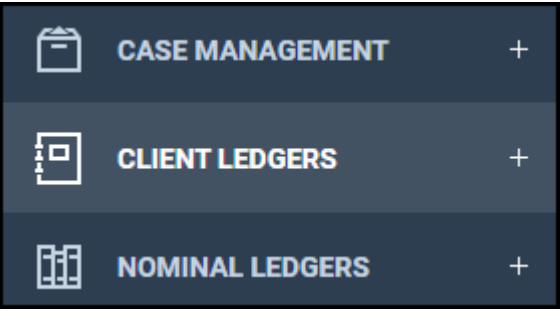 CASE MANAGEMENT +
CLIENT LEDGERS +
NOMINAL LEDGERS +